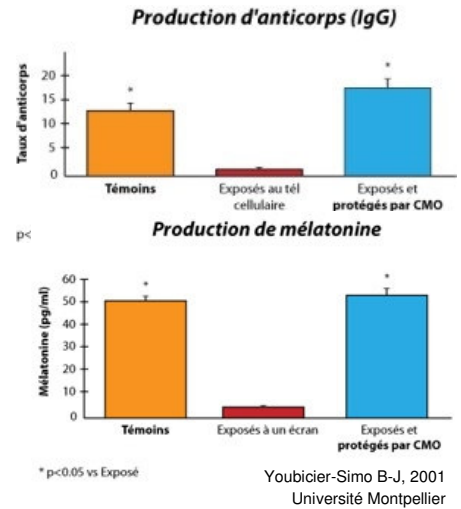 Production d'anticorps (IgG)
Taux d'anticorps
20
15
10
5
0
*
*
Témoins
Exposés au tél
cellulaire
Exposés et
protégés par CMO
p<
Production de mélatonine
Mélatonine (pg/ml)
60
50
40
30
20
10
0
*
*
Témoins
Exposés à un écran
Exposés et
protégés par CMO
* p<0.05 vs Exposé
Youbicier-Simo B-J, 2001
Université Montpellier